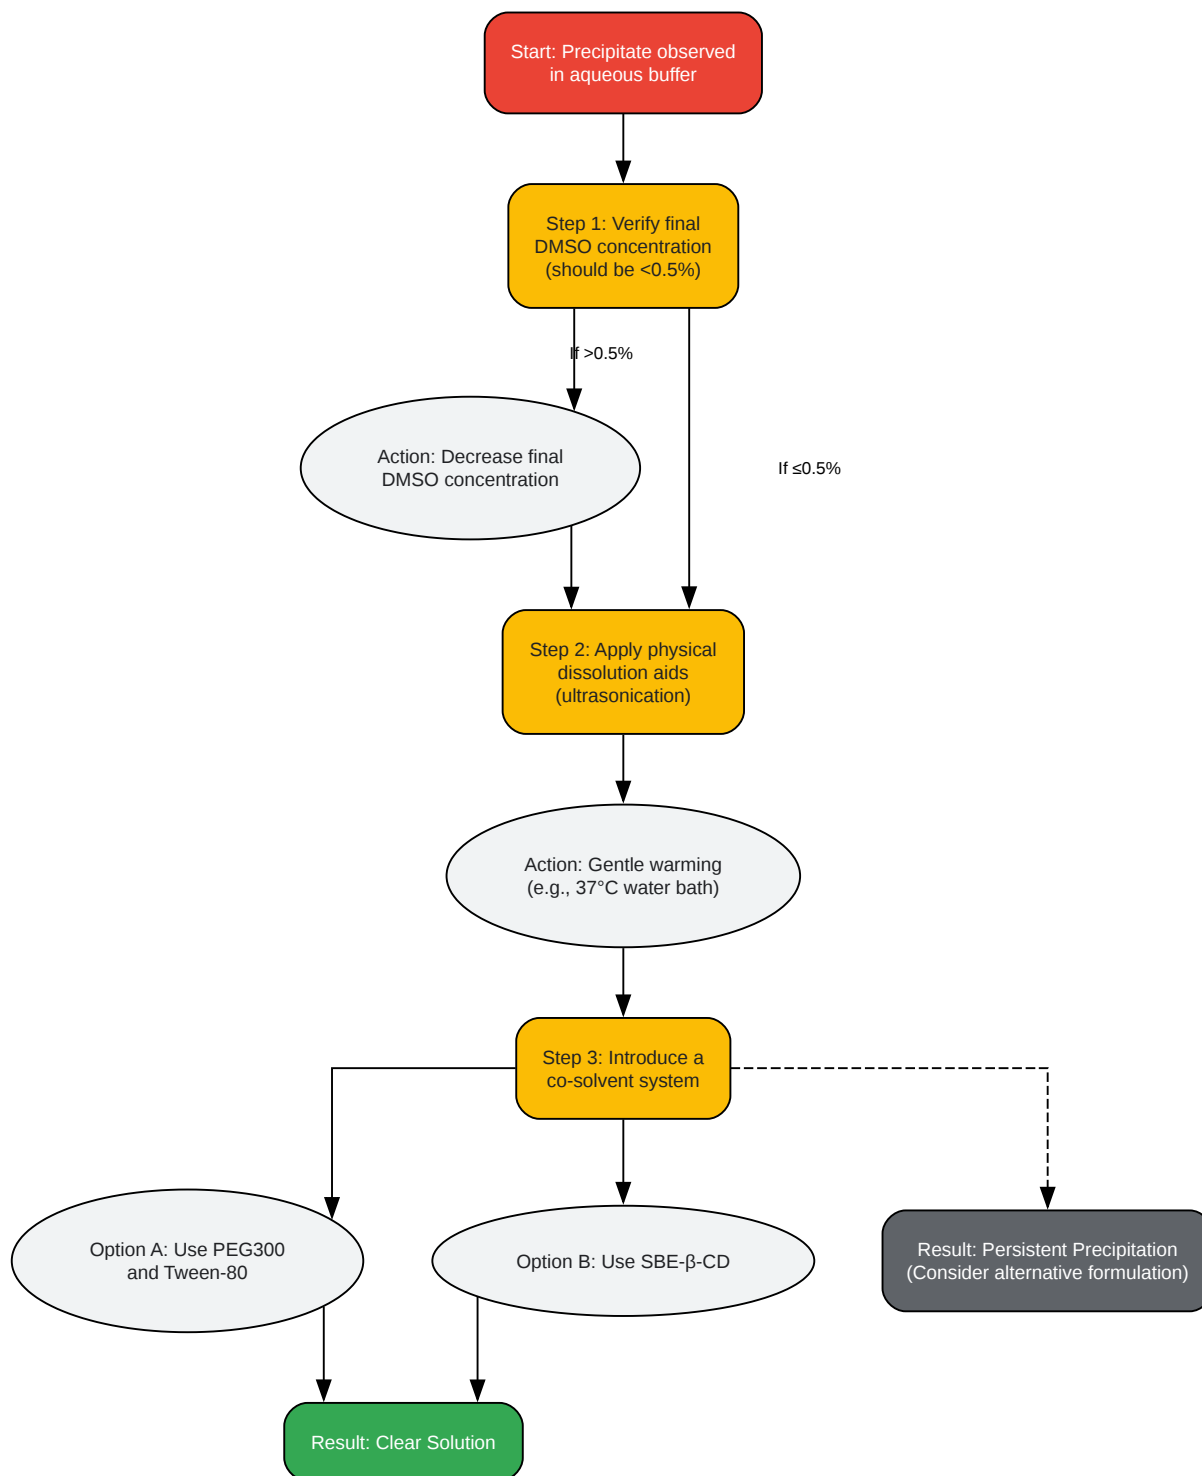 Start: Precipitate observed
in aqueous buffer
Step 1: Verify final
DMSO concentration
(should be <0.5%)
If >0.5%
Action: Decrease final
DMSO concentration
If ≤0.5%
Step 2: Apply physical
dissolution aids
(ultrasonication)
Action: Gentle warming
(e.g., 37°C water bath)
Step 3: Introduce a
co-solvent system
Option A: Use PEG300
and Tween-80
Option B: Use SBE-β-CD
Result: Persistent Precipitation
(Consider alternative formulation)
Result: Clear Solution